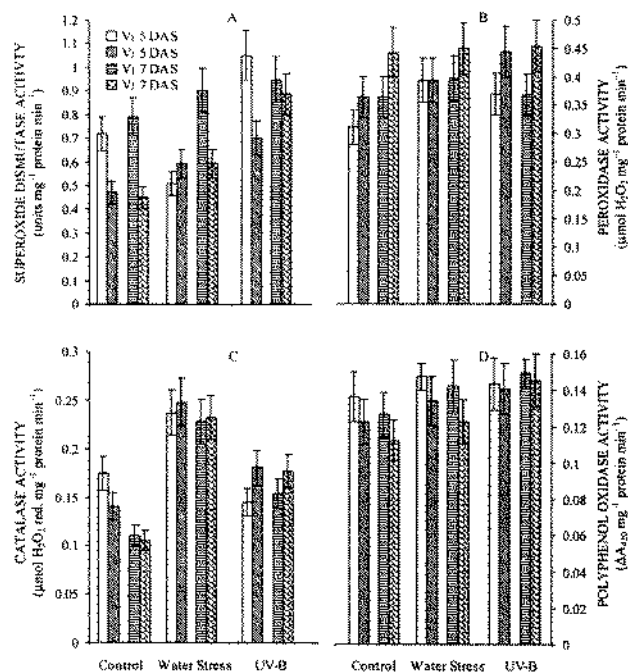 A
B
V₁ 5 DAS
V₂ 5 DAS
V₁ 7 DAS
V₂ 7 DAS
SUPEROXIDE DISMUTASE ACTIVITY
(units mg⁻¹ protein min⁻¹)
1.2
1.1
1
0.9
0.8
0.7
0.6
0.5
0.4
0.3
0.2
0.1
0
0.5
0.45
0.4
0.35
0.3
0.25
0.2
0.15
0.1
0.05
0
PEROXIDASE ACTIVITY
(µmol H₂O₂ mg⁻¹ protein min⁻¹)
C
D
CATALASE ACTIVITY
(µmol H₂O₂ red. mg⁻¹ protein min⁻¹)
0.3
0.25
0.2
0.15
0.1
0.05
0
0.16
0.14
0.12
0.1
0.08
0.06
0.04
0.02
0
POLYPHENOL OXIDASE ACTIVITY
(ΔA₄₂₀ mg⁻¹ protein min⁻¹)
Control Water Stress UV-B
Control Water Stress UV-B